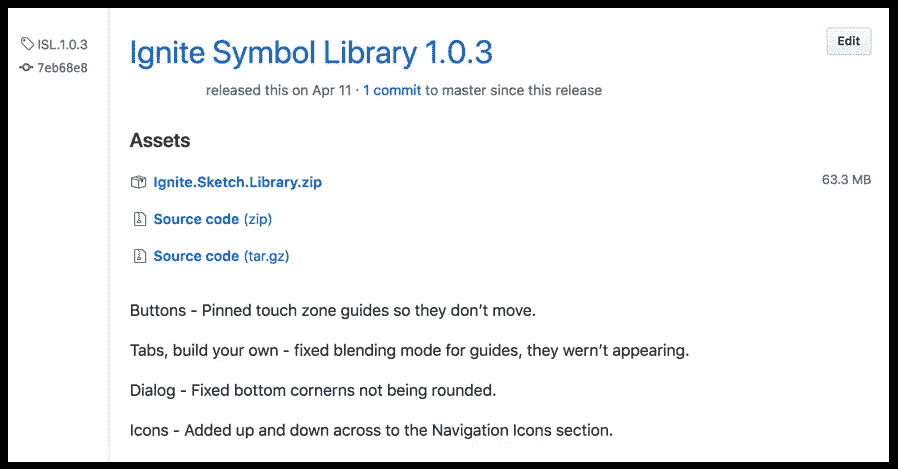 ISL.1.0.3
7eb68e8
Ignite Symbol Library 1.0.3
Edit
released this on Apr 11 · 1 commit to master since this release
Assets
Ignite.Sketch.Library.zip
63.3 MB
Source code (zip)
Source code (tar.gz)
Buttons - Pinned touch zone guides so they don’t move.
Tabs, build your own - fixed blending mode for guides, they wern’t appearing.
Dialog - Fixed bottom cornerns not being rounded.
Icons - Added up and down across to the Navigation Icons section.